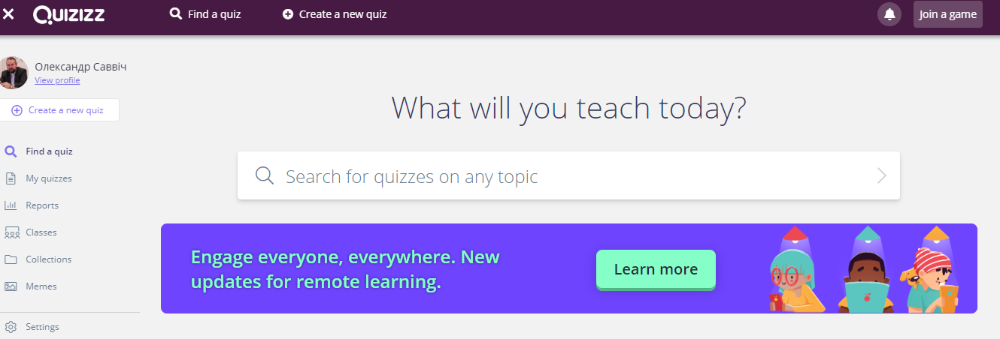 QUIZIZZ
Find a quiz
Create a new quiz
Join a game
Олександр Саввіч
View profile
Create a new quiz
Find a quiz
My quizzes
Reports
Classes
Collections
Memes
Settings
What will you teach today?
Search for quizzes on any topic
Engage everyone, everywhere. New
updates for remote learning.
Learn more